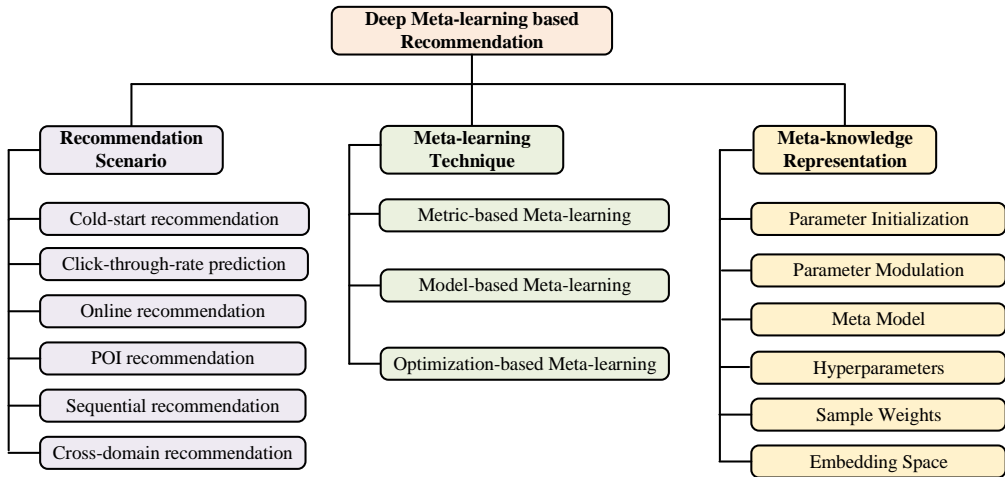 Deep Meta-learning based
Recommendation
Recommendation
Scenario
Cold-start recommendation
Click-through-rate prediction
Online recommendation
POI recommendation
Sequential recommendation
Cross-domain recommendation
Meta-learning
Technique
Metric-based Meta-learning
Model-based Meta-learning
Optimization-based Meta-learning
Meta-knowledge
Representation
Parameter Initialization
Parameter Modulation
Meta Model
Hyperparameters
Sample Weights
Embedding Space